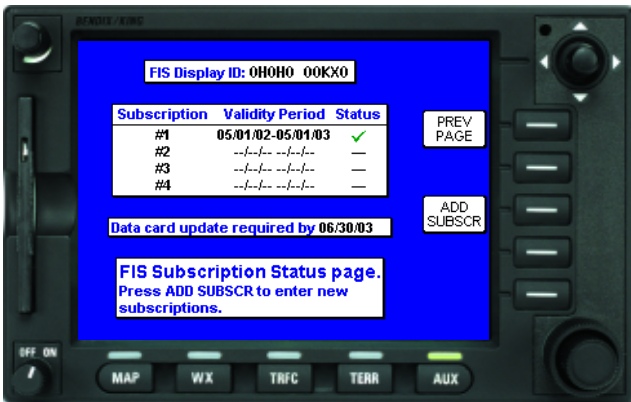 BENDIX/KING
FIS Display ID: 0H0H0 00KX0
Subscription Validity Period Status
#1 05/01/02-05/01/03 ✓
#2 --/--/-- --/--/-- —
#3 --/--/-- --/--/-- —
#4 --/--/-- --/--/-- —
PREV
PAGE
ADD
SUBSCR
Data card update required by 06/30/03
FIS Subscription Status page.
Press ADD SUBSCR to enter new
subscriptions.
OFF ON
MAP WX TRFC TERR AUX